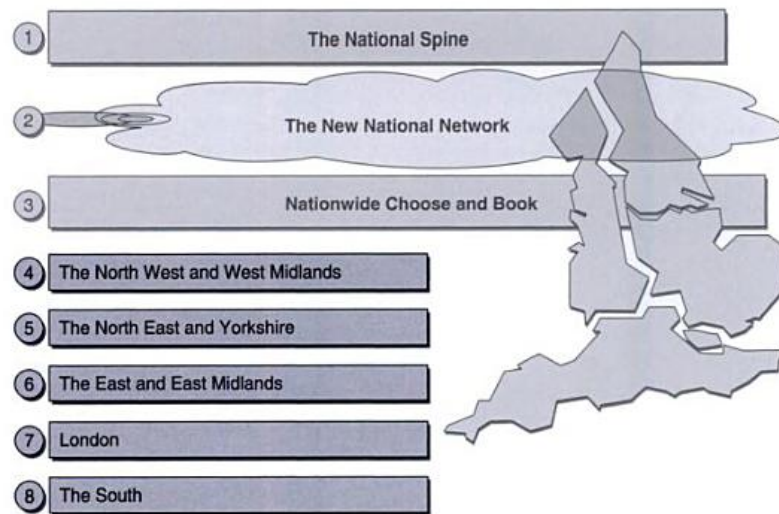 1 The National Spine
2 The New National Network
3 Nationwide Choose and Book
4 The North West and West Midlands
5 The North East and Yorkshire
6 The East and East Midlands
7 London
8 The South